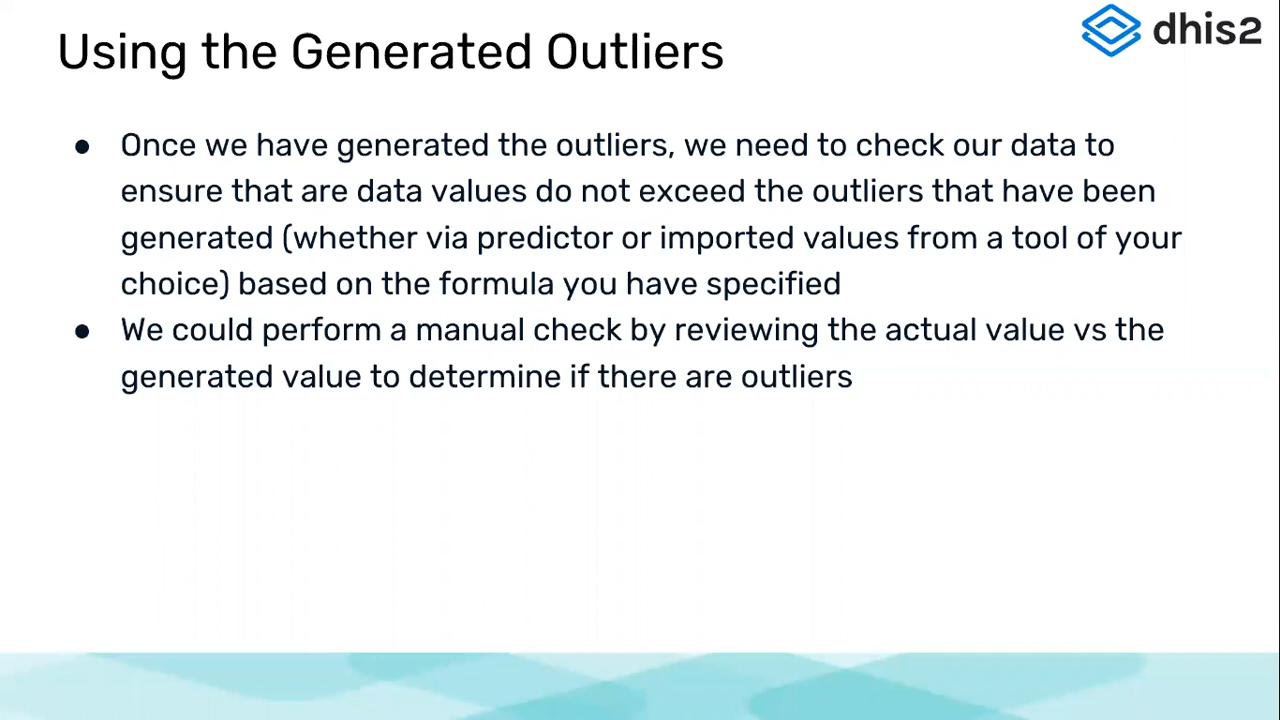 Using the Generated Outliers
dhis2
● Once we have generated the outliers, we need to check our data to
ensure that are data values do not exceed the outliers that have been
generated (whether via predictor or imported values from a tool of your
choice) based on the formula you have specified
● We could perform a manual check by reviewing the actual value vs the
generated value to determine if there are outliers